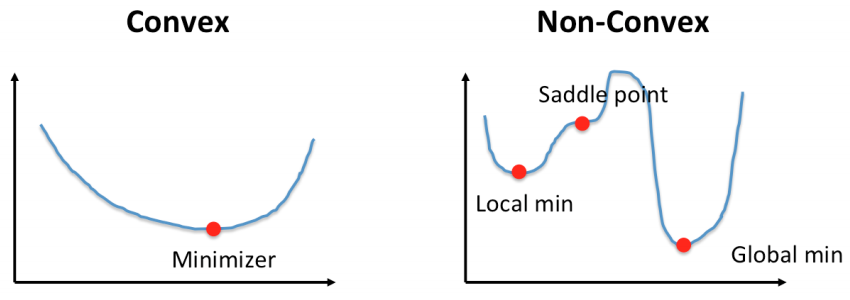 Convex
Non-Convex
Saddle point
Local min
Minimizer
Global min